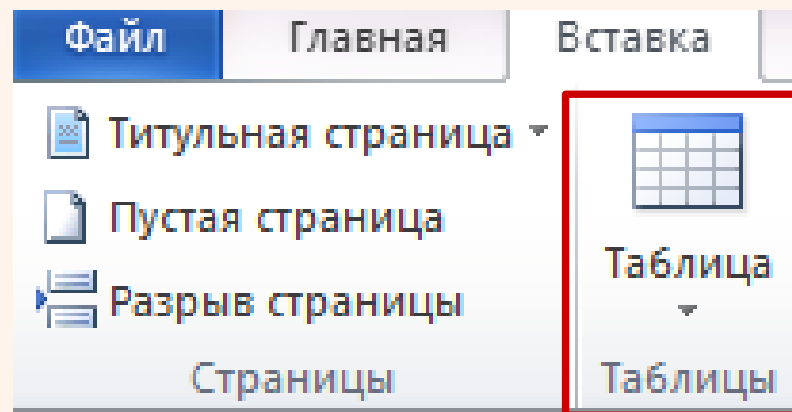 Файл Главная Вставка
Титульная страница
Пустая страница
Разрыв страницы
Таблица
Страницы Таблицы